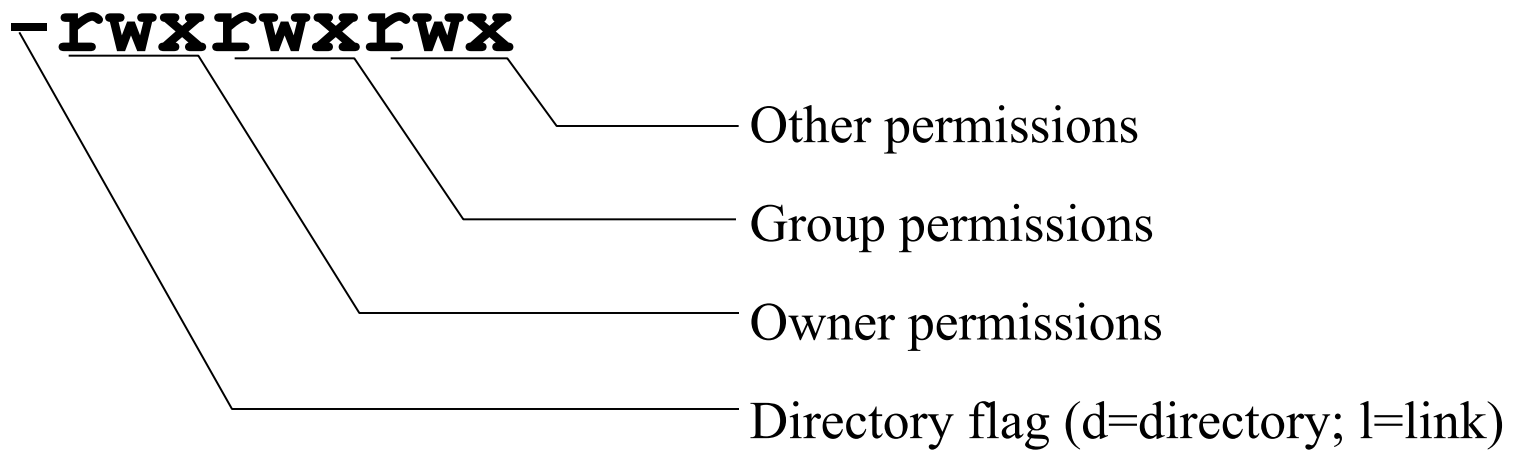 -rwxrwxrwx
Other permissions
Group permissions
Owner permissions
Directory flag (d=directory; l=link)